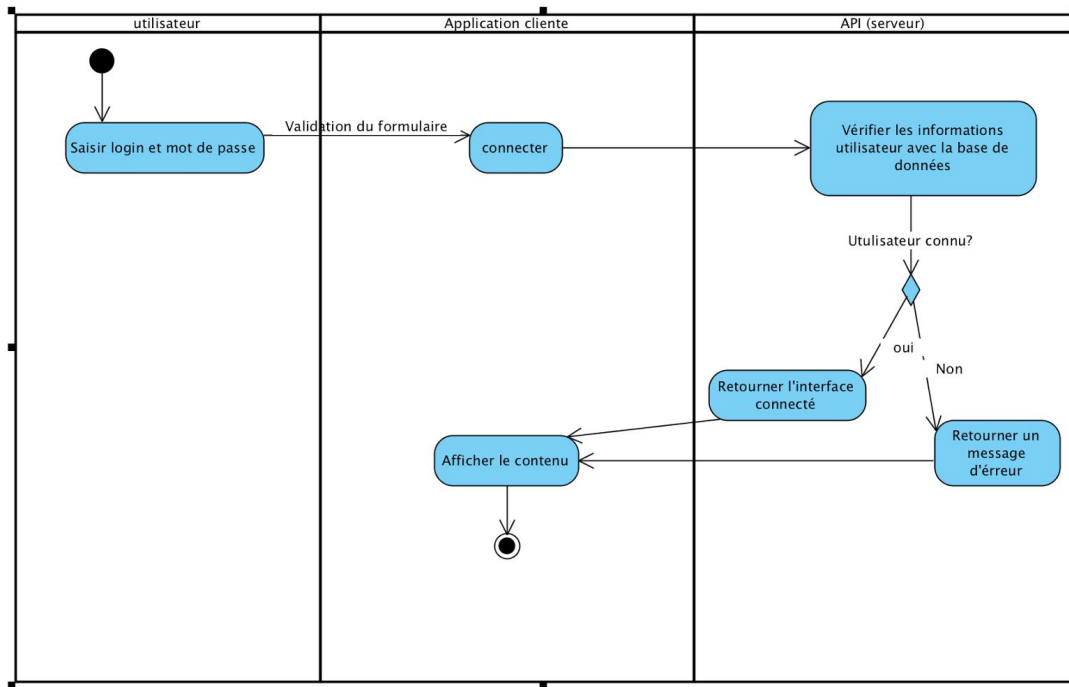 utilisateur
Application cliente
API (serveur)
Saisir login et mot de passe
Validation du formulaire
connecter
Vérifier les informations
utilisateur avec la base de
données
Utulisateur connu?
oui
Non
Retourner l'interface
connecté
Retourner un
message
d'érreur
Afficher le contenu